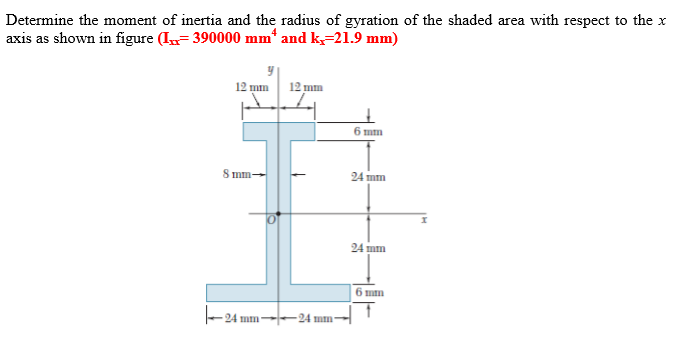 Determine the moment of inertia and the radius of gyration of the shaded area with respect to the x
axis as shown in figure (Ixx= 390000 mm⁴ and kx=21.9 mm)
y
12 mm 12 mm
6 mm
8 mm
24 mm
O
x
24 mm
6 mm
24 mm 24 mm